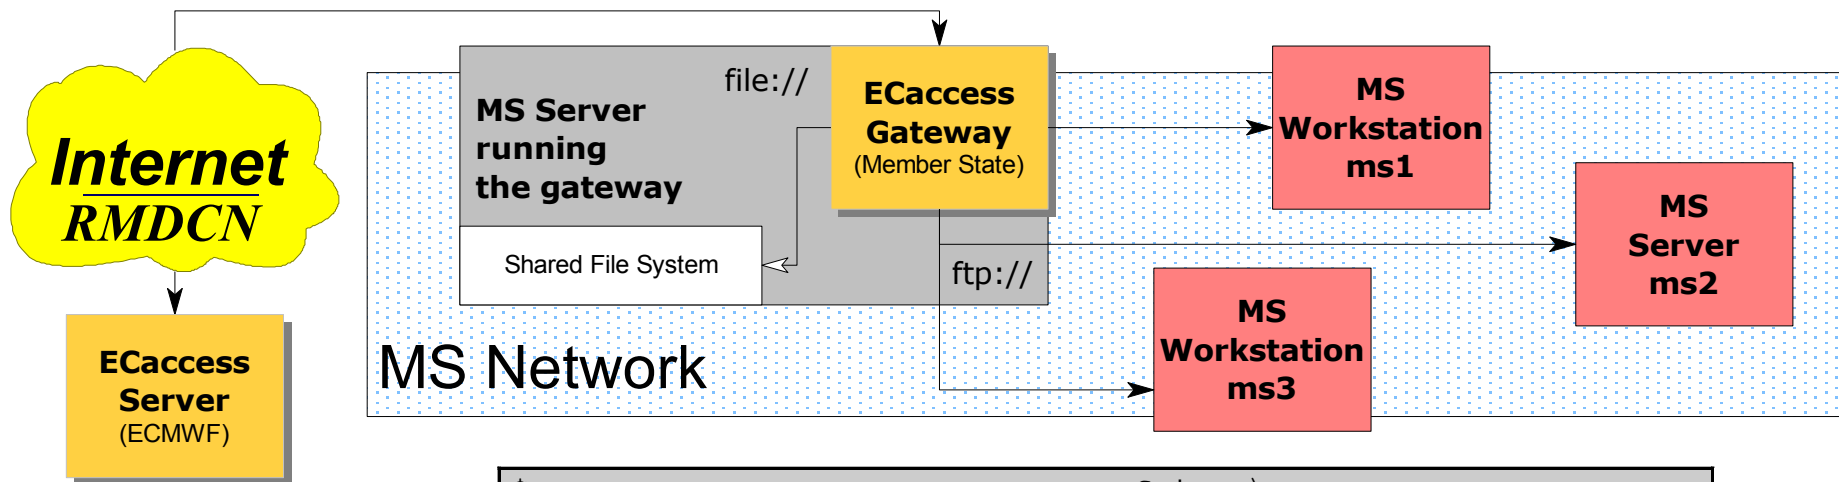 Internet
RMDCN
ECaccess
Server
(ECMWF)
MS Server
running
the gateway
file://
Shared File System
ECaccess
Gateway
(Member State)
ftp://
MS Network
MS
Workstation
ms1
MS
Server
ms2
MS
Workstation
ms3